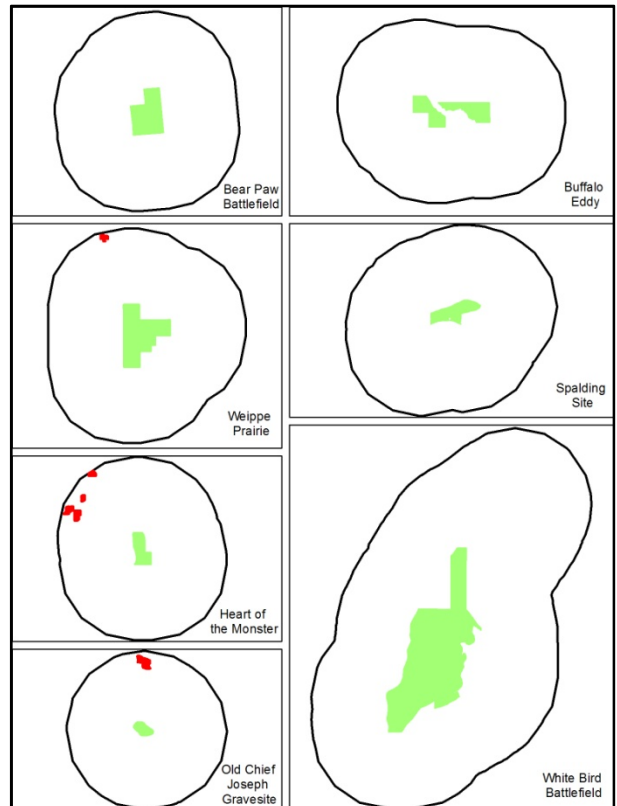 Bear Paw
Battlefield
Buffalo
Eddy
Weippe
Prairie
Spalding
Site
Heart of
the Monster
Old Chief
Joseph
Gravesite
White Bird
Battlefield